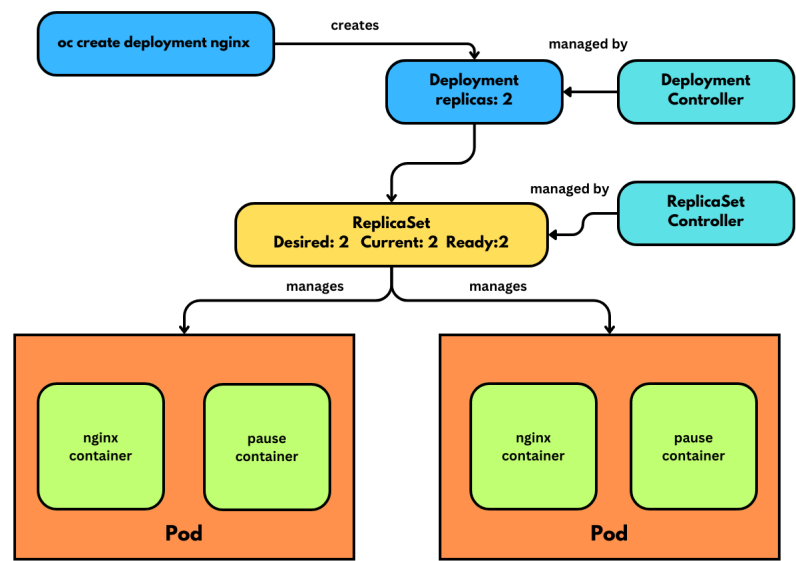 oc create deployment nginx
creates
Deployment
replicas: 2
managed by
Deployment
Controller
ReplicaSet
Desired: 2 Current: 2 Ready:2
managed by
ReplicaSet
Controller
manages
manages
nginx
container
pause
container
Pod
nginx
container
pause
container
Pod